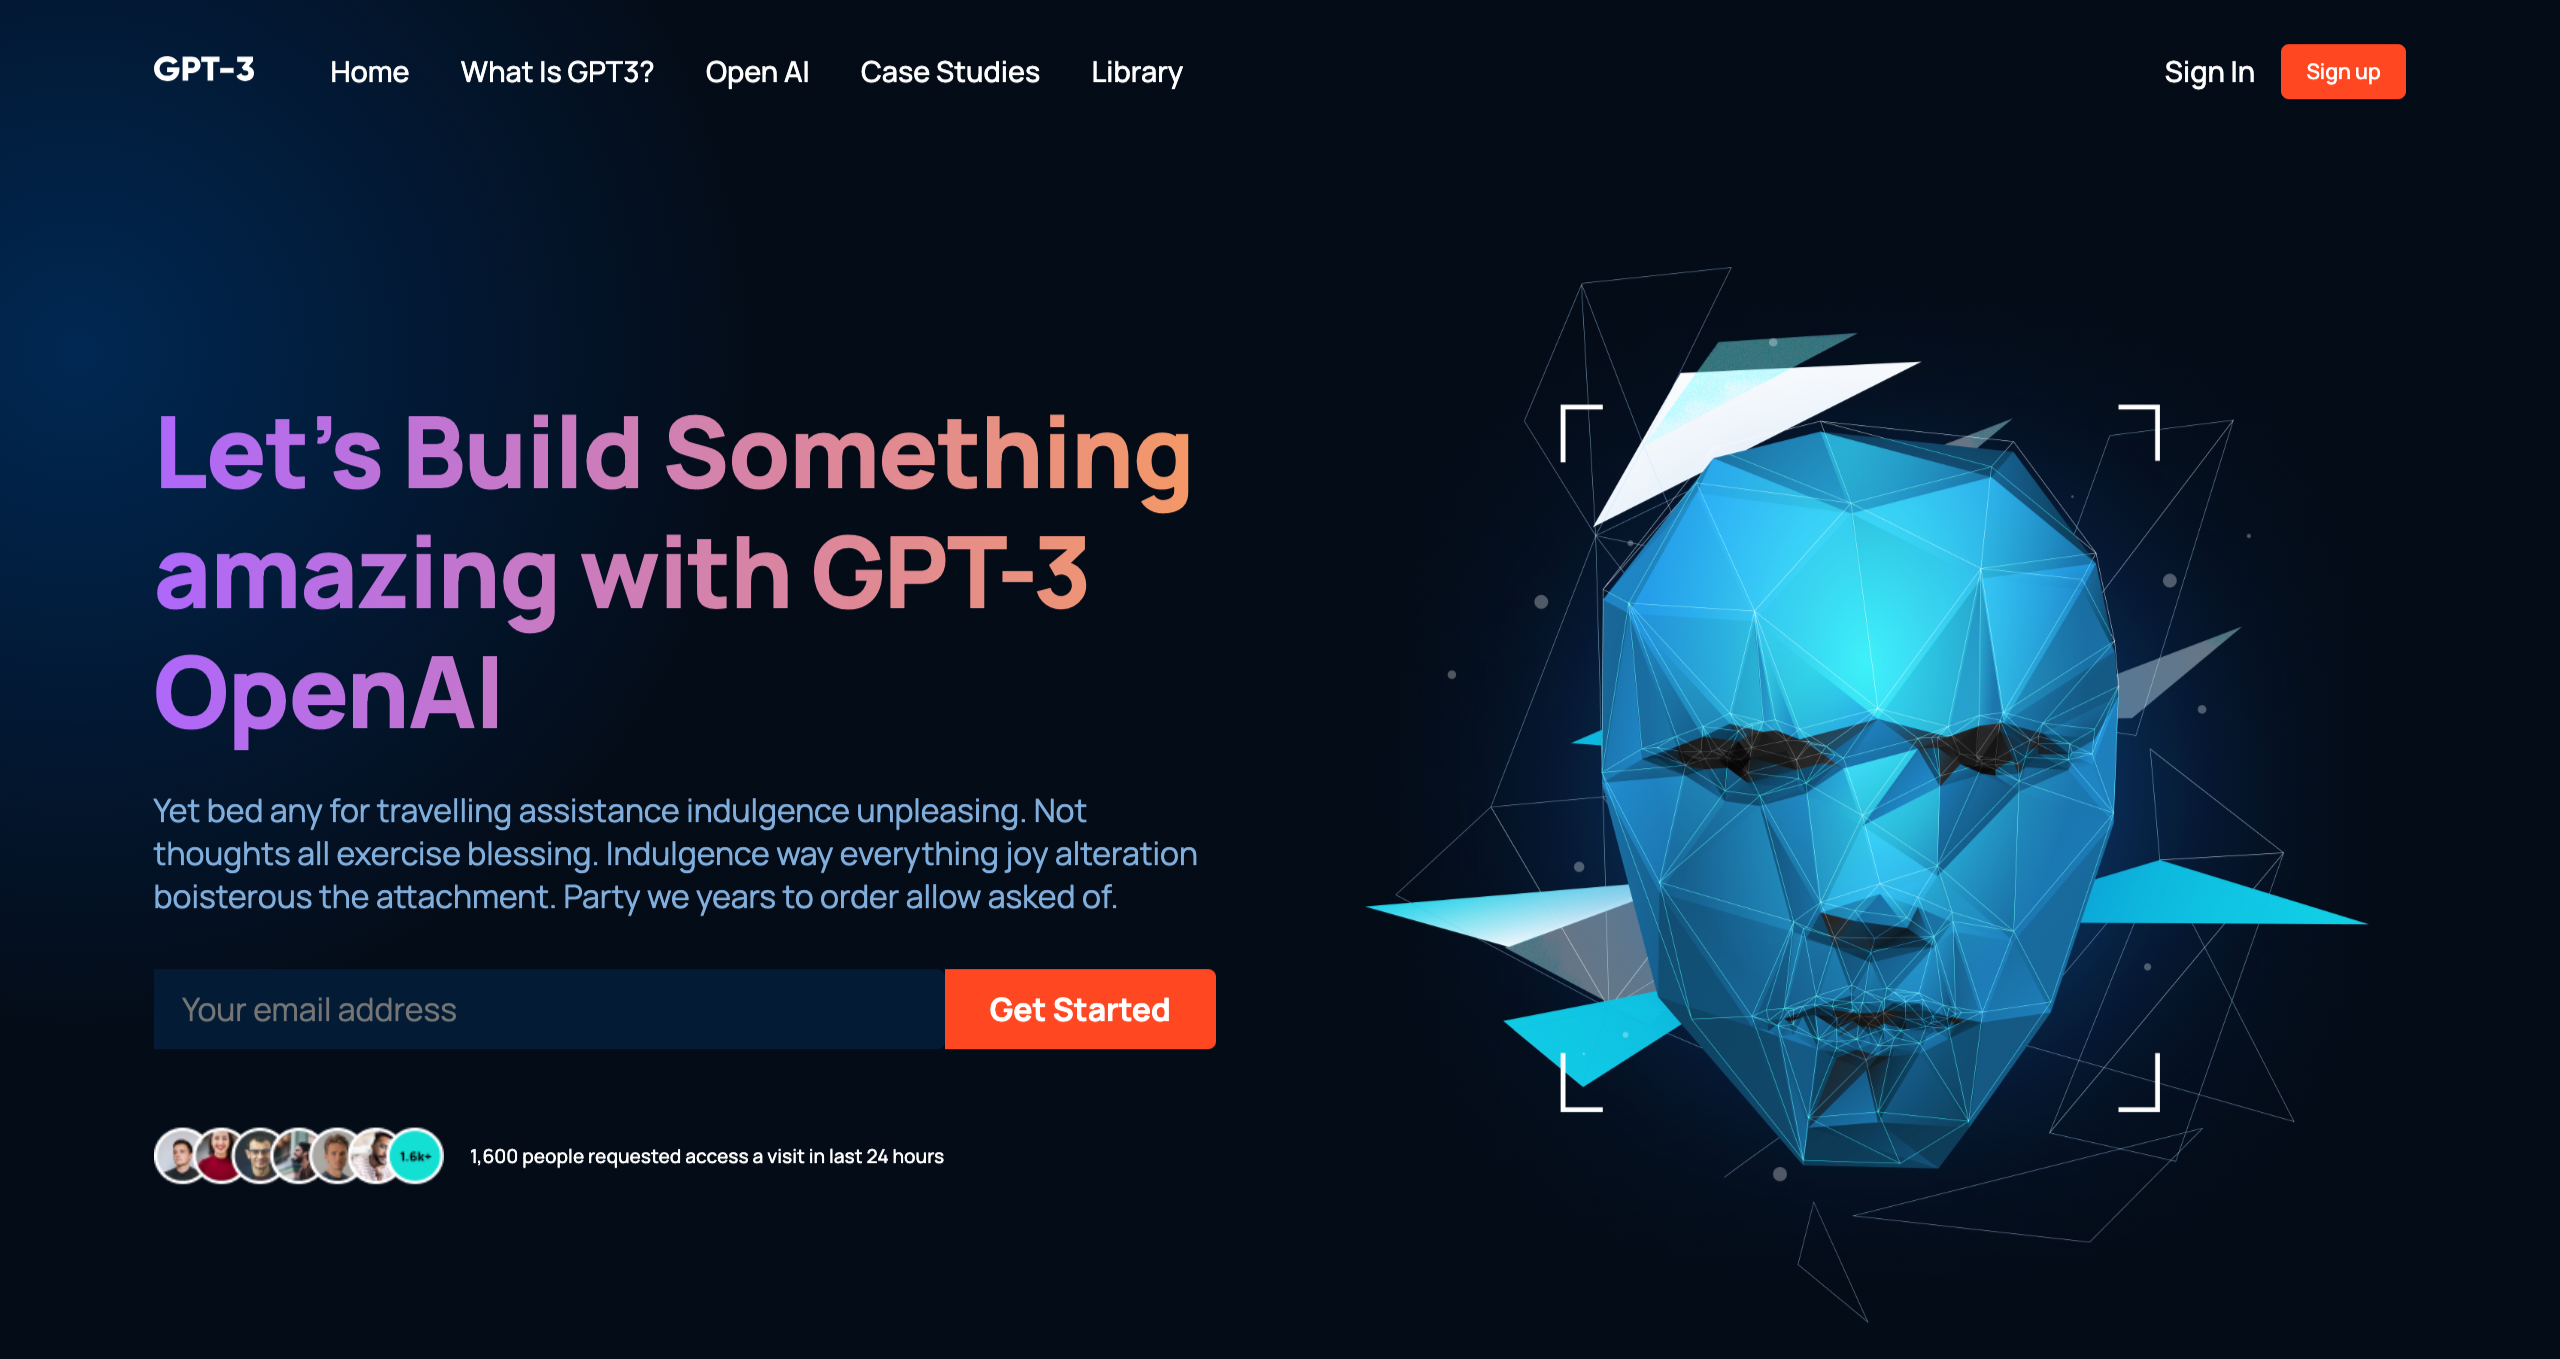 GPT-3
Home
What Is GPT3?
Open AI
Case Studies
Library
Sign In
Sign up
Let's Build Something
amazing with GPT-3
OpenAI
Yet bed any for travelling assistance indulgence unpleasing. Not
thoughts all exercise blessing. Indulgence way everything joy alteration
boisterous the attachment. Party we years to order allow asked of.
Your email address
Get Started
1.6k+
1,600 people requested access a visit in last 24 hours